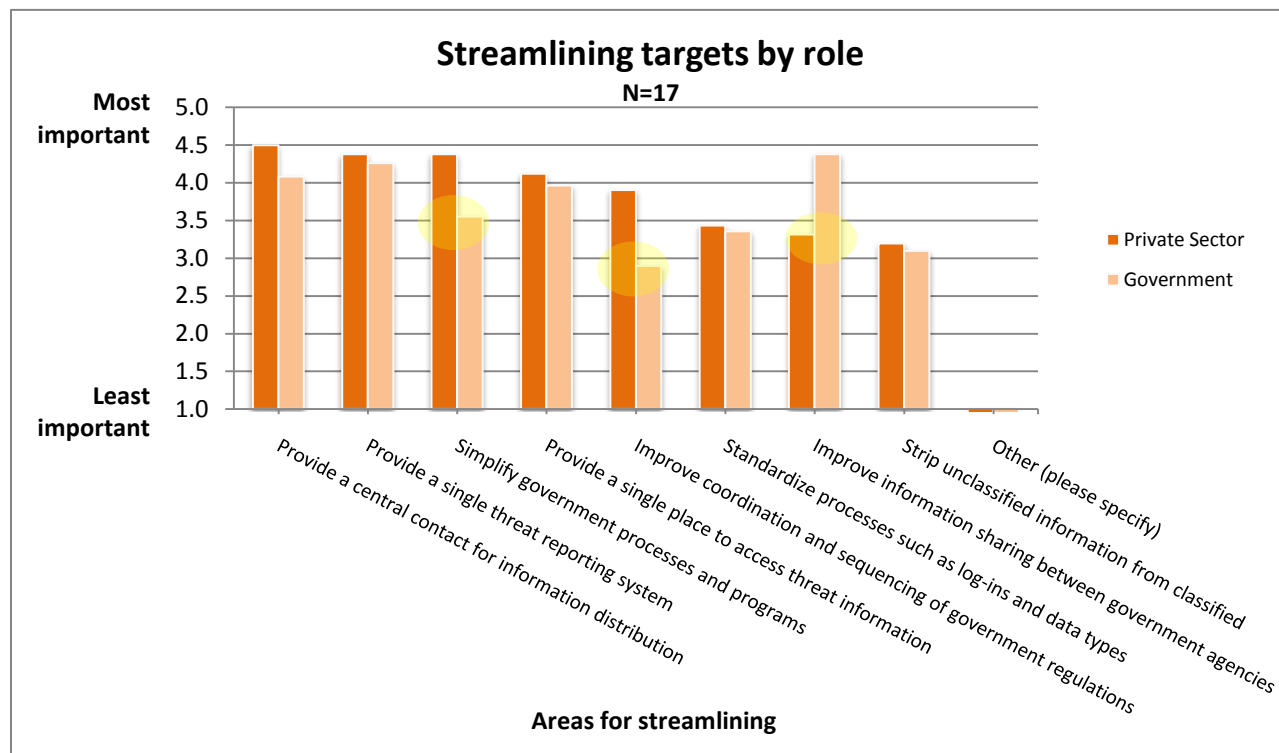 Streamlining targets by role
N=17
Most
important
5.0
4.5
4.0
3.5
3.0
2.5
2.0
1.5
1.0
Least
important
Private Sector
Government
Provide a central contact for information distribution
Provide a single threat reporting system
Simplify government processes and programs
Provide a single place to access threat information
Improve coordination and sequencing of government regulations
Standardize processes such as log-ins and data types
Improve information sharing between government agencies
Strip unclassified information from classified
Other (please specify)
Areas for streamlining